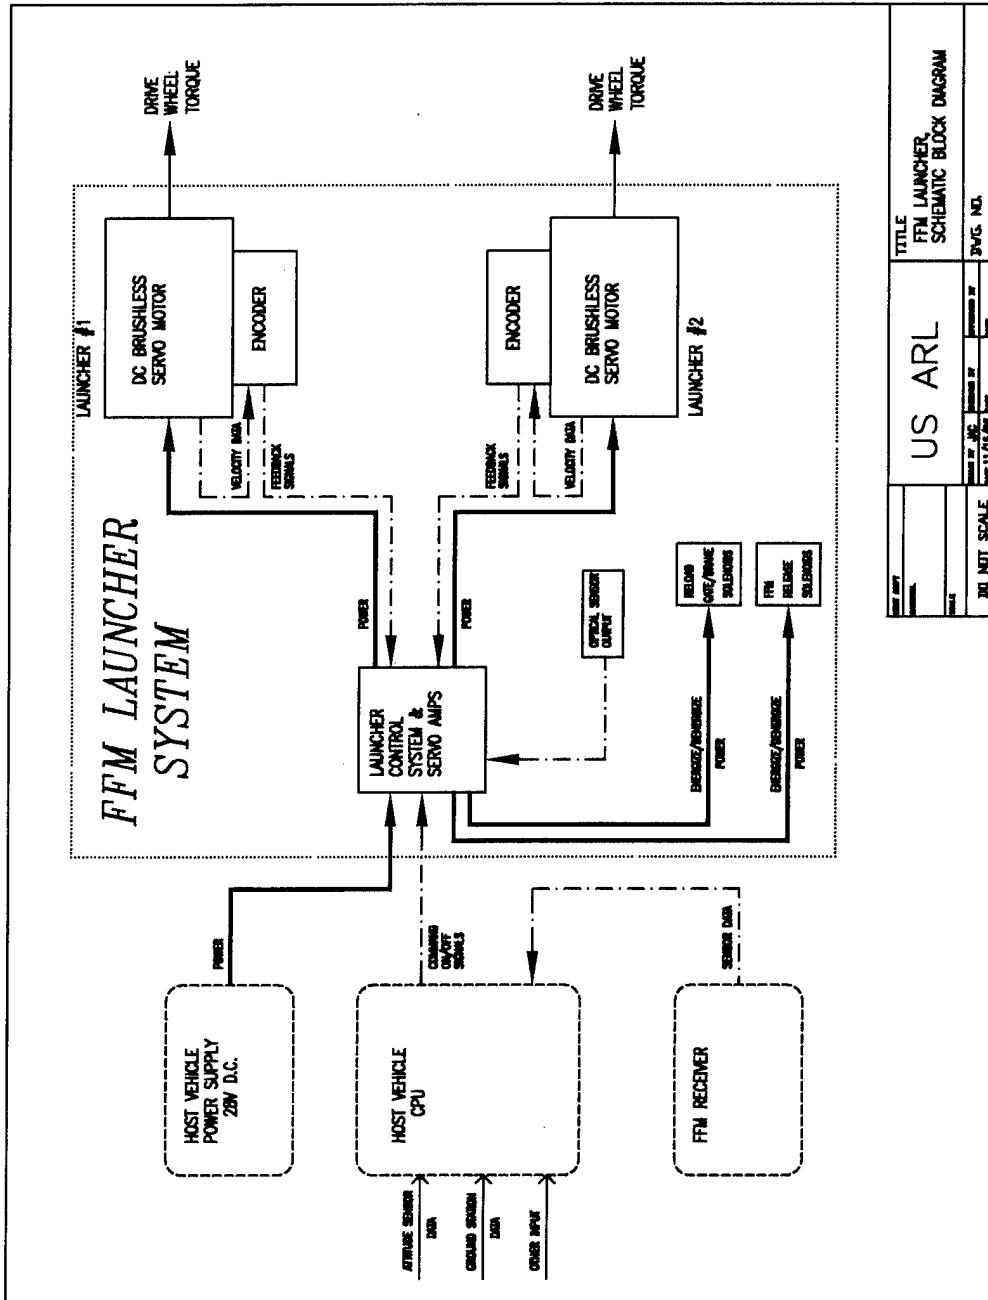 FFM LAUNCHER
SYSTEM
HOST VEHICLE
POWER SUPPLY
28V D.C.
POWER
HOST VEHICLE
CPU
ATTITUDE SENSOR
DATA
GROUND STATION
DATA
OTHER INPUT
COMMAND
ON/OFF
SIGNALS
FFM RECEIVER
SENSOR DATA
LAUNCHER
CONTROL
SYSTEM &
SERVO AMPS
POWER
POWER
OPTICAL SENSOR
OUTPUT
ENERGIZE/DEENERGIZE
POWER
ENERGIZE/DEENERGIZE
POWER
RELOAD
GATE/BRAKE
SOLENOIDS
FFM
RELEASE
SOLENOIDS
LAUNCHER #1
DC BRUSHLESS
SERVO MOTOR
ENCODER
VELOCITY DATA
FEEDBACK
SIGNALS
DRIVE
WHEEL
TORQUE
ENCODER
DC BRUSHLESS
SERVO MOTOR
LAUNCHER #2
FEEDBACK
SIGNALS
VELOCITY DATA
DRIVE
WHEEL
TORQUE
DO NOT SCALE
US ARL
TITLE
FFM LAUNCHER,
SCHEMATIC BLOCK DIAGRAM
DWG. NO.
SCALE